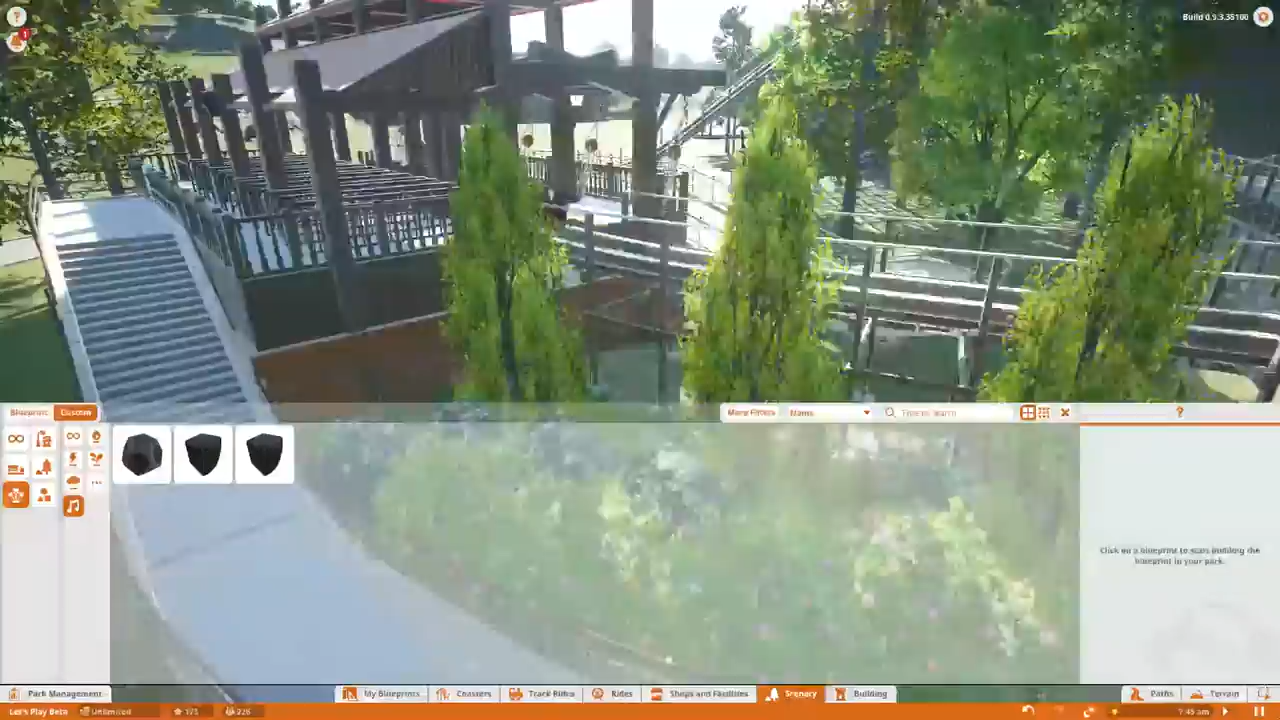 1
Build 0.9.3.35100
Blueprint
Custom
More Filters
Name
Type to search
?
Click on a blueprint to start building the
blueprint in your park.
Park Management
My Blueprints
Coasters
Track Rides
Rides
Shops and Facilities
Scenery
Building
Paths
Terrain
Let's Play Beta
Unlimited
171
226
7:45 am